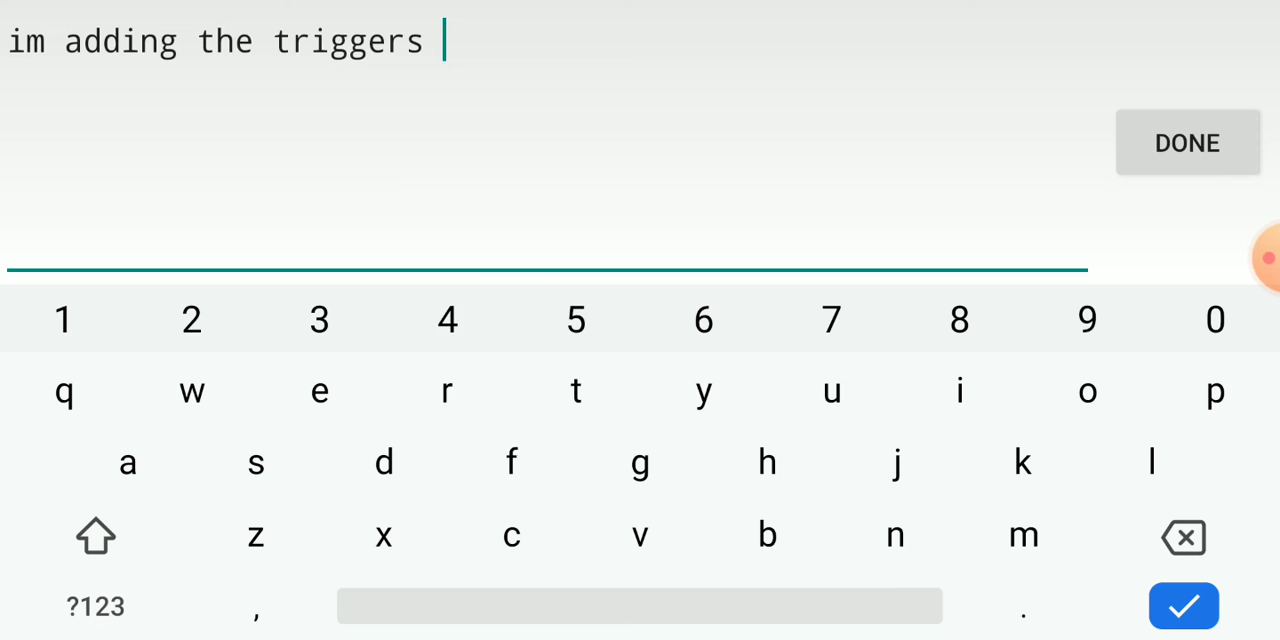 im adding the triggers
DONE
1 2 3 4 5 6 7 8 9 0
q w e r t y u i o p
a s d f g h j k l
z x c v b n m
?123 , .